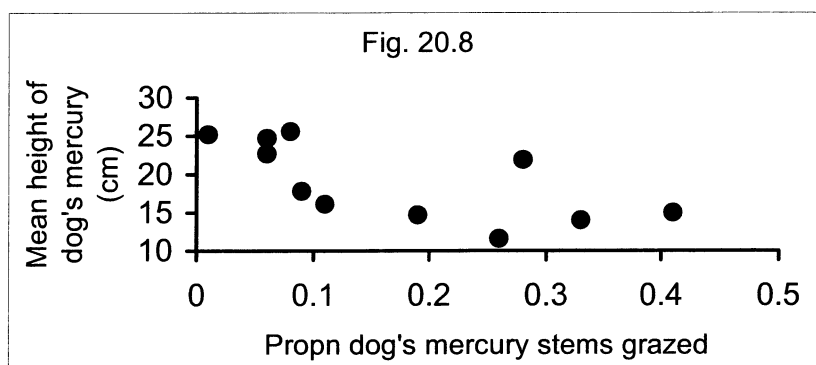 Fig. 20.8
Mean height of
dog's mercury
(cm)
30
25
20
15
10
0 0.1 0.2 0.3 0.4 0.5
Propn dog's mercury stems grazed